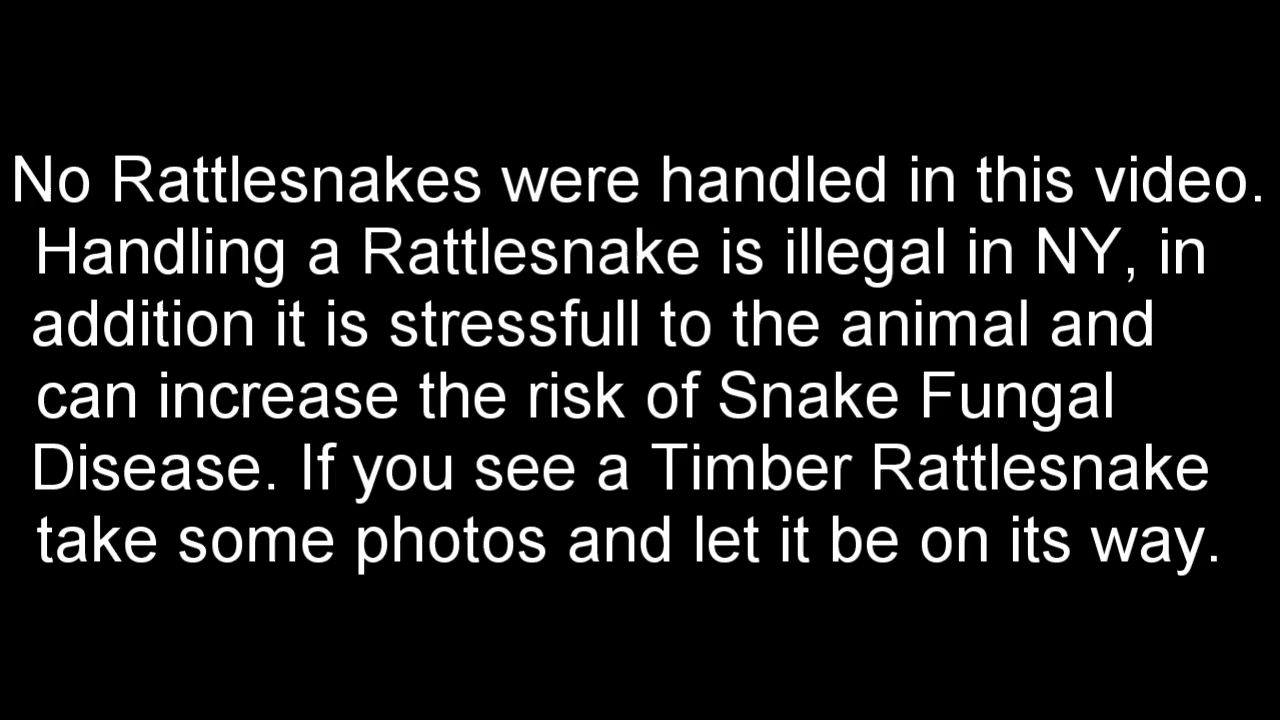 No Rattlesnakes were handled in this video.
Handling a Rattlesnake is illegal in NY, in
addition it is stressfull to the animal and
can increase the risk of Snake Fungal
Disease. If you see a Timber Rattlesnake
take some photos and let it be on its way.